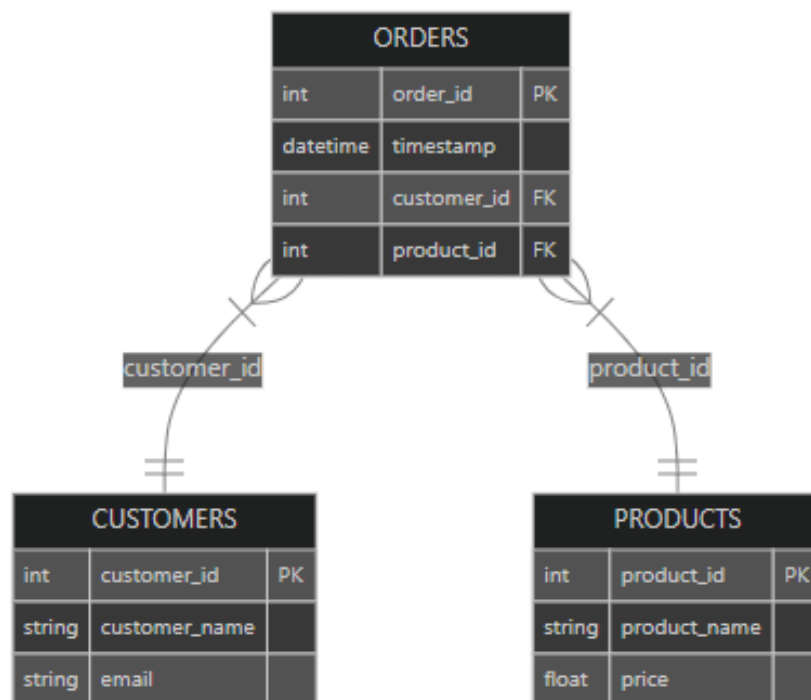 ORDERS
int order_id PK
datetime timestamp
int customer_id FK
int product_id FK
customer_id product_id
CUSTOMERS PRODUCTS
int customer_id PK int product_id PK
string customer_name string product_name
string email float price